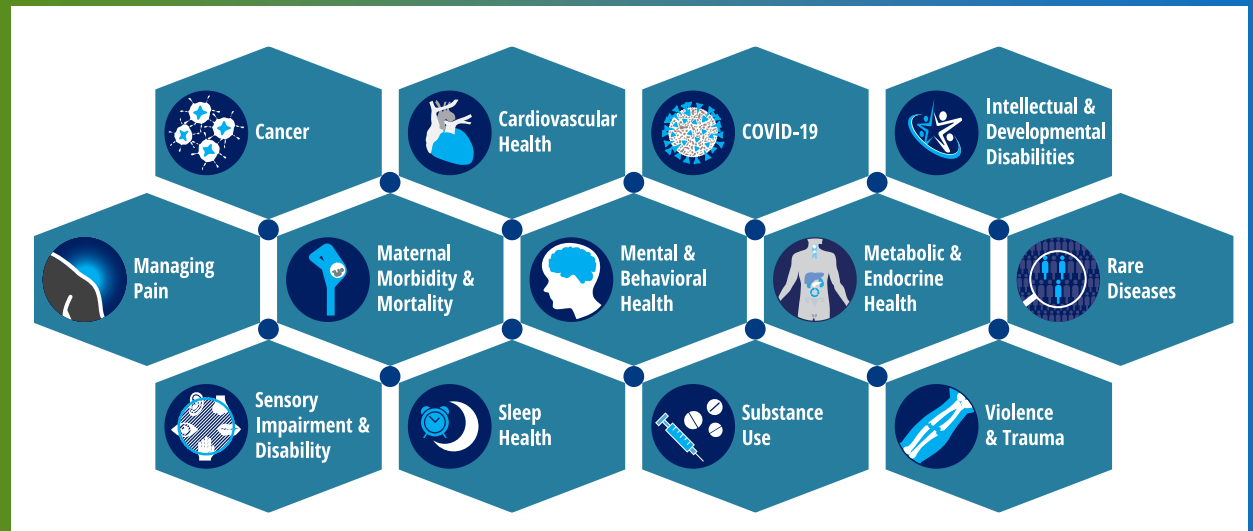 Cancer
Cardiovascular
Health
COVID-19
Intellectual &
Developmental
Disabilities
Managing
Pain
Maternal
Morbidity &
Mortality
Mental &
Behavioral
Health
Metabolic &
Endocrine
Health
Rare
Diseases
Sensory
Impairment &
Disability
Sleep
Health
Substance
Use
Violence
& Trauma